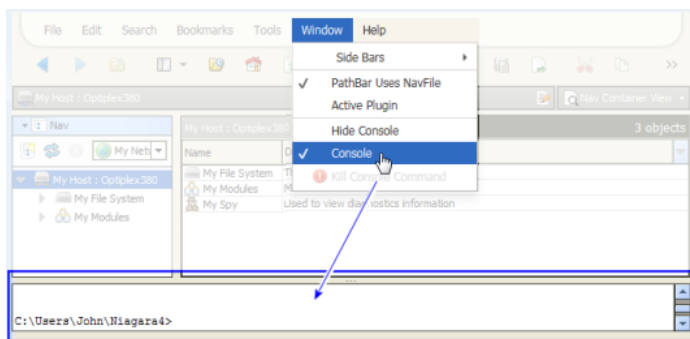 File Edit Search Bookmarks Tools Window Help
Side Bars
PathBar Uses NavFile
Active Plugin
Hide Console
Console
Kill Console Command
My Host : Optiplex380
Nav Container View
Nav
My Host : Optiplex380
3 objects
My Net
Name
My Host : Optiplex380
My File System
My Modules
My File System
My Modules
My Spy
Used to view diagnostics information
C:\Users\John\Niagara4>